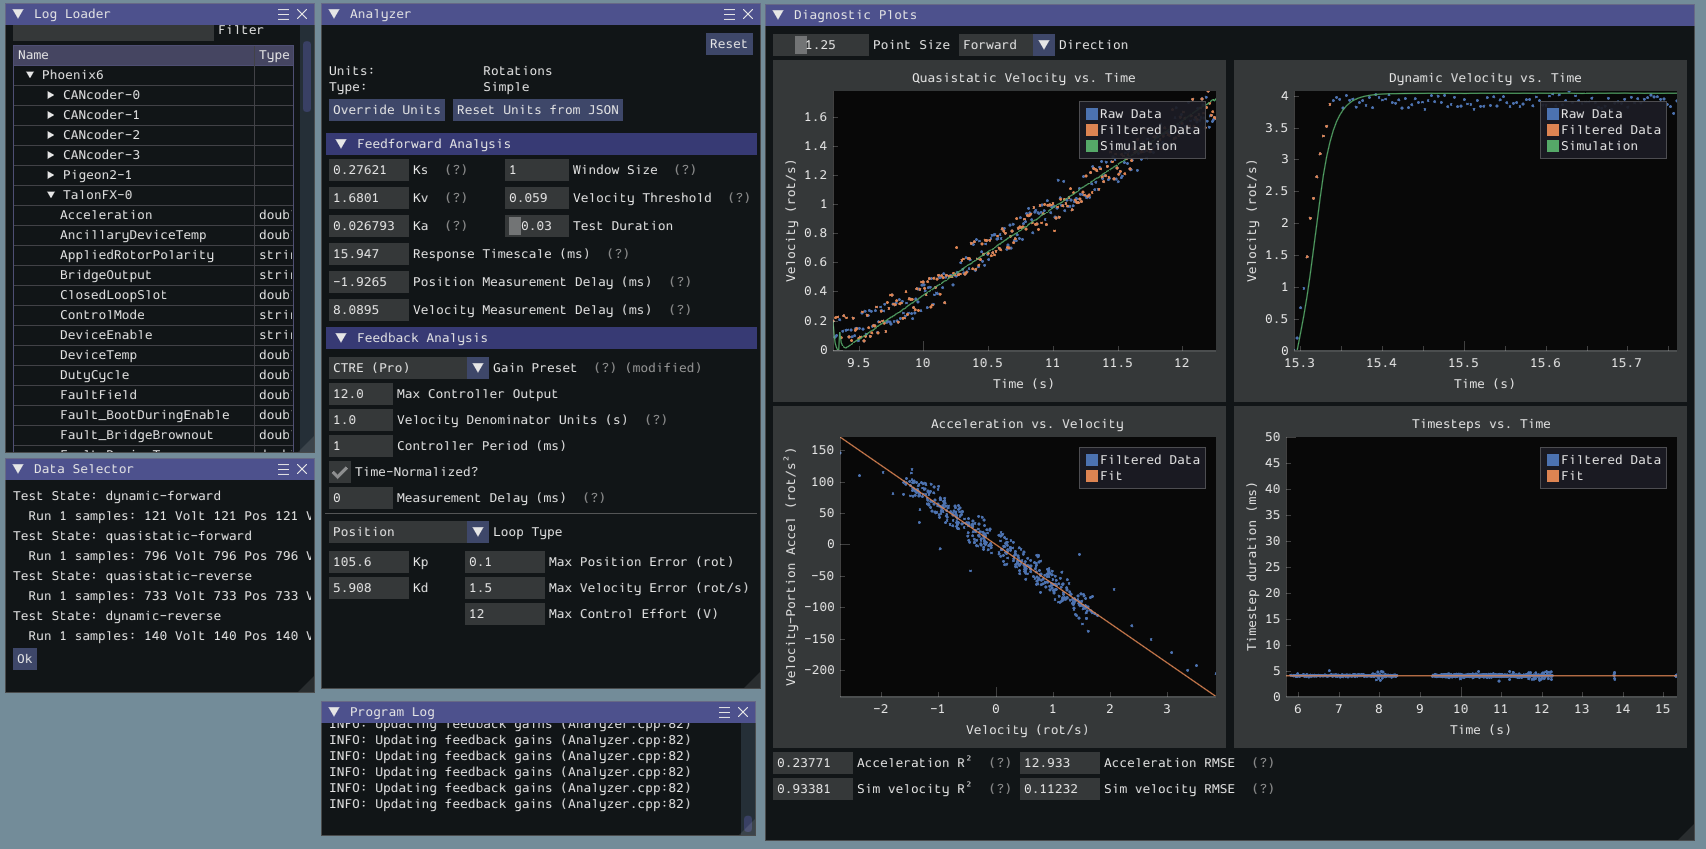 Log Loader
Filter
Name Type
Phoenix6
CANcoder-0
CANcoder-1
CANcoder-2
CANcoder-3
Pigeon2-1
TalonFX-0
Acceleration doub
AncillaryDeviceTemp doub
AppliedRotorPolarity stri
BridgeOutput doub
ClosedLoopSlot doub
ControlMode stri
DeviceEnable stri
DeviceTemp doub
DutyCycle doub
FaultField doub
Fault_BootDuringEnable doub
Fault_BridgeBrownout doub
Data Selector
Test State: dynamic-forward
Run 1 samples: 121 Volt 121 Pos 121 V
Test State: quasistatic-forward
Run 1 samples: 796 Volt 796 Pos 796 V
Test State: quasistatic-reverse
Run 1 samples: 733 Volt 733 Pos 733 V
Test State: dynamic-reverse
Run 1 samples: 140 Volt 140 Pos 140 V
Ok
Analyzer
Reset
Units: Rotations
Type: Simple
Override Units Reset Units from JSON
Feedforward Analysis
0.27621 Ks (?) 1 Window Size (?)
1.6801 Kv (?) 0.059 Velocity Threshold (?)
0.026793 Ka (?) 0.03 Test Duration
15.947 Response Timescale (ms) (?)
-1.9265 Position Measurement Delay (ms) (?)
8.0895 Velocity Measurement Delay (ms) (?)
Feedback Analysis
CTRE (Pro) Gain Preset (?) (modified)
12.0 Max Controller Output
1.0 Velocity Denominator Units (s) (?)
1 Controller Period (ms)
Time-Normalized?
0 Measurement Delay (ms) (?)
Position Loop Type
105.6 Kp 0.1 Max Position Error (rot)
5.908 Kd 1.5 Max Velocity Error (rot/s)
12 Max Control Effort (V)
Program Log
INFO: Updating feedback gains (Analyzer.cpp:82)
INFO: Updating feedback gains (Analyzer.cpp:82)
INFO: Updating feedback gains (Analyzer.cpp:82)
INFO: Updating feedback gains (Analyzer.cpp:82)
INFO: Updating feedback gains (Analyzer.cpp:82)
INFO: Updating feedback gains (Analyzer.cpp:82)
Diagnostic Plots
1.25 Point Size Forward Direction
Quasistatic Velocity vs. Time
Raw Data
Filtered Data
Simulation
Velocity (rot/s)
1.6
1.4
1.2
1
0.8
0.6
0.4
0.2
0
9.5 10 10.5 11 11.5 12
Time (s)
Dynamic Velocity vs. Time
Raw Data
Filtered Data
Simulation
Velocity (rot/s)
4
3.5
3
2.5
2
1.5
1
0.5
0
15.3 15.4 15.5 15.6 15.7
Time (s)
Acceleration vs. Velocity
Filtered Data
Fit
Velocity-Portion Accel (rot/s²)
150
100
50
0
-50
-100
-150
-200
-2 -1 0 1 2 3
Velocity (rot/s)
Timesteps vs. Time
Filtered Data
Fit
Timestep duration (ms)
50
45
40
35
30
25
20
15
10
5
0
6 7 8 9 10 11 12 13 14 15
Time (s)
0.23771 Acceleration R² (?) 12.933 Acceleration RMSE (?)
0.93381 Sim velocity R² (?) 0.11232 Sim velocity RMSE (?)